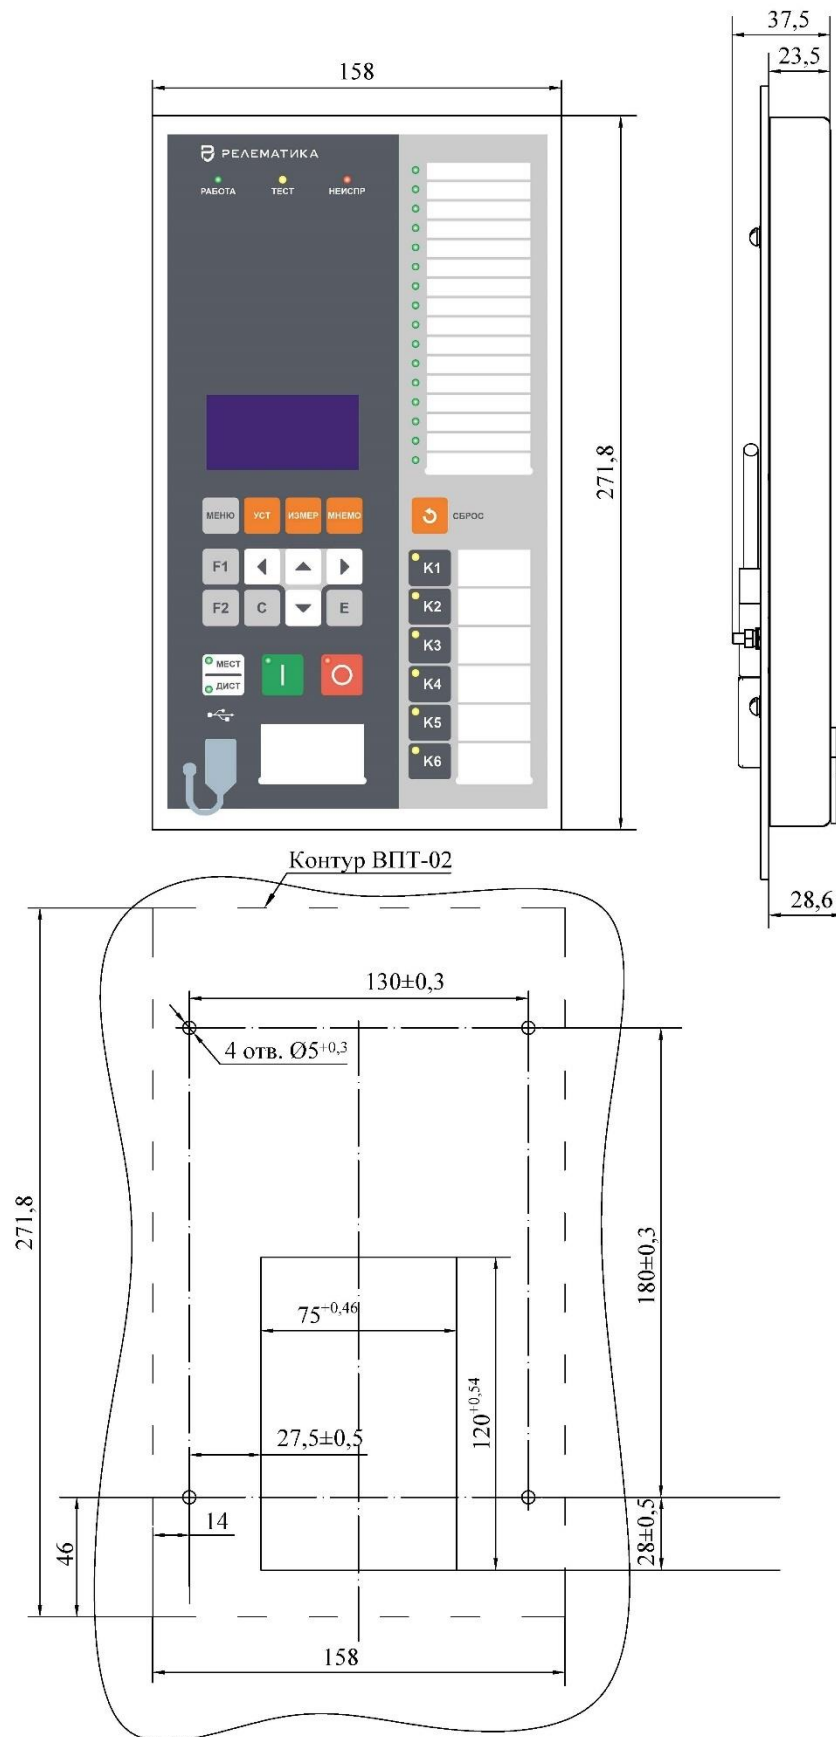 37,5
23,5
158
РЕЛЕМАТИКА
РАБОТА ТЕСТ НЕИСПР
271,8
МЕНЮ УСТ ИЗМЕР МНЕМО
СБРОС
F1
F2 C E
K1
K2
K3
K4
K5
K6
МЕСТ
ДИСТ
28,6
Контур ВПТ-02
130±0,3
4 отв. Ø5+0,3
271,8
180±0,3
75+0,46
120+0,54
27,5±0,5
14
46
28±0,5
158